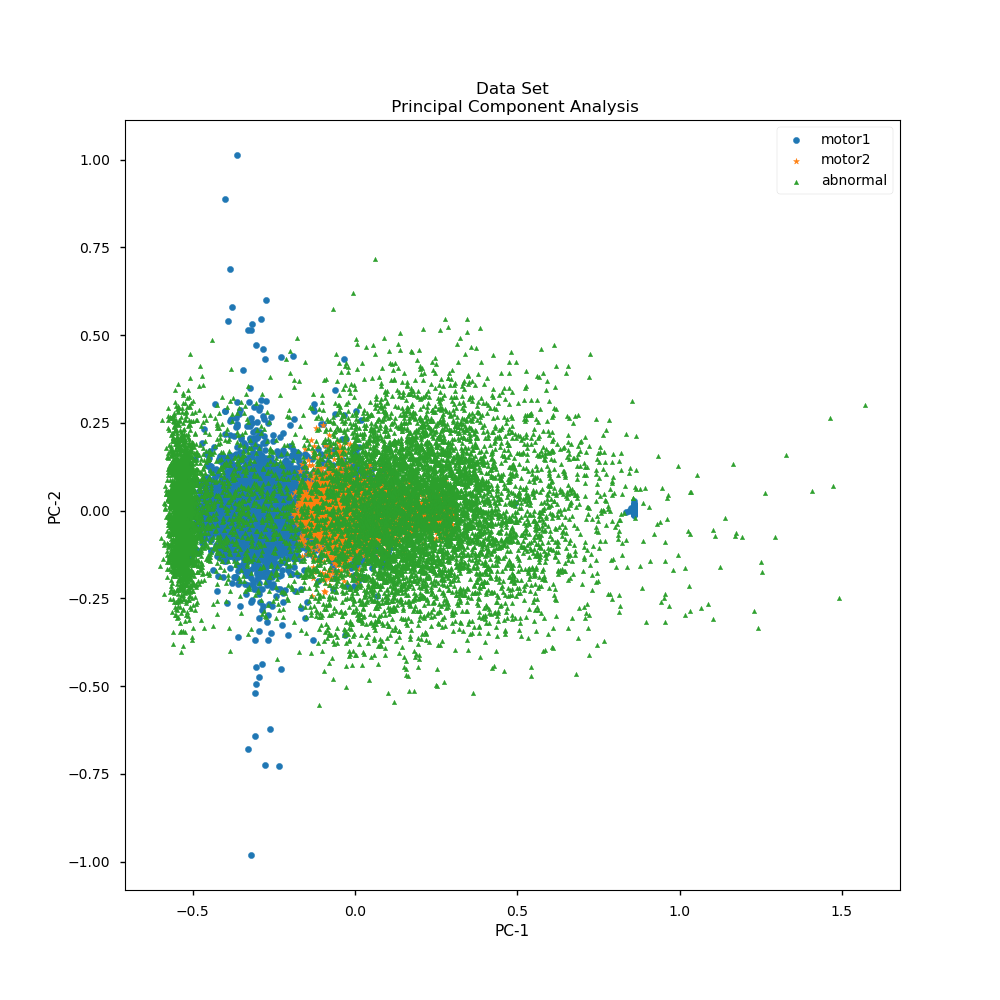 Data Set
Principal Component Analysis
motor1
motor2
abnormal
1.00
0.75
0.50
0.25
0.00
−0.25
−0.50
−0.75
−1.00
PC-2
−0.5
0.0
0.5
1.0
1.5
PC-1